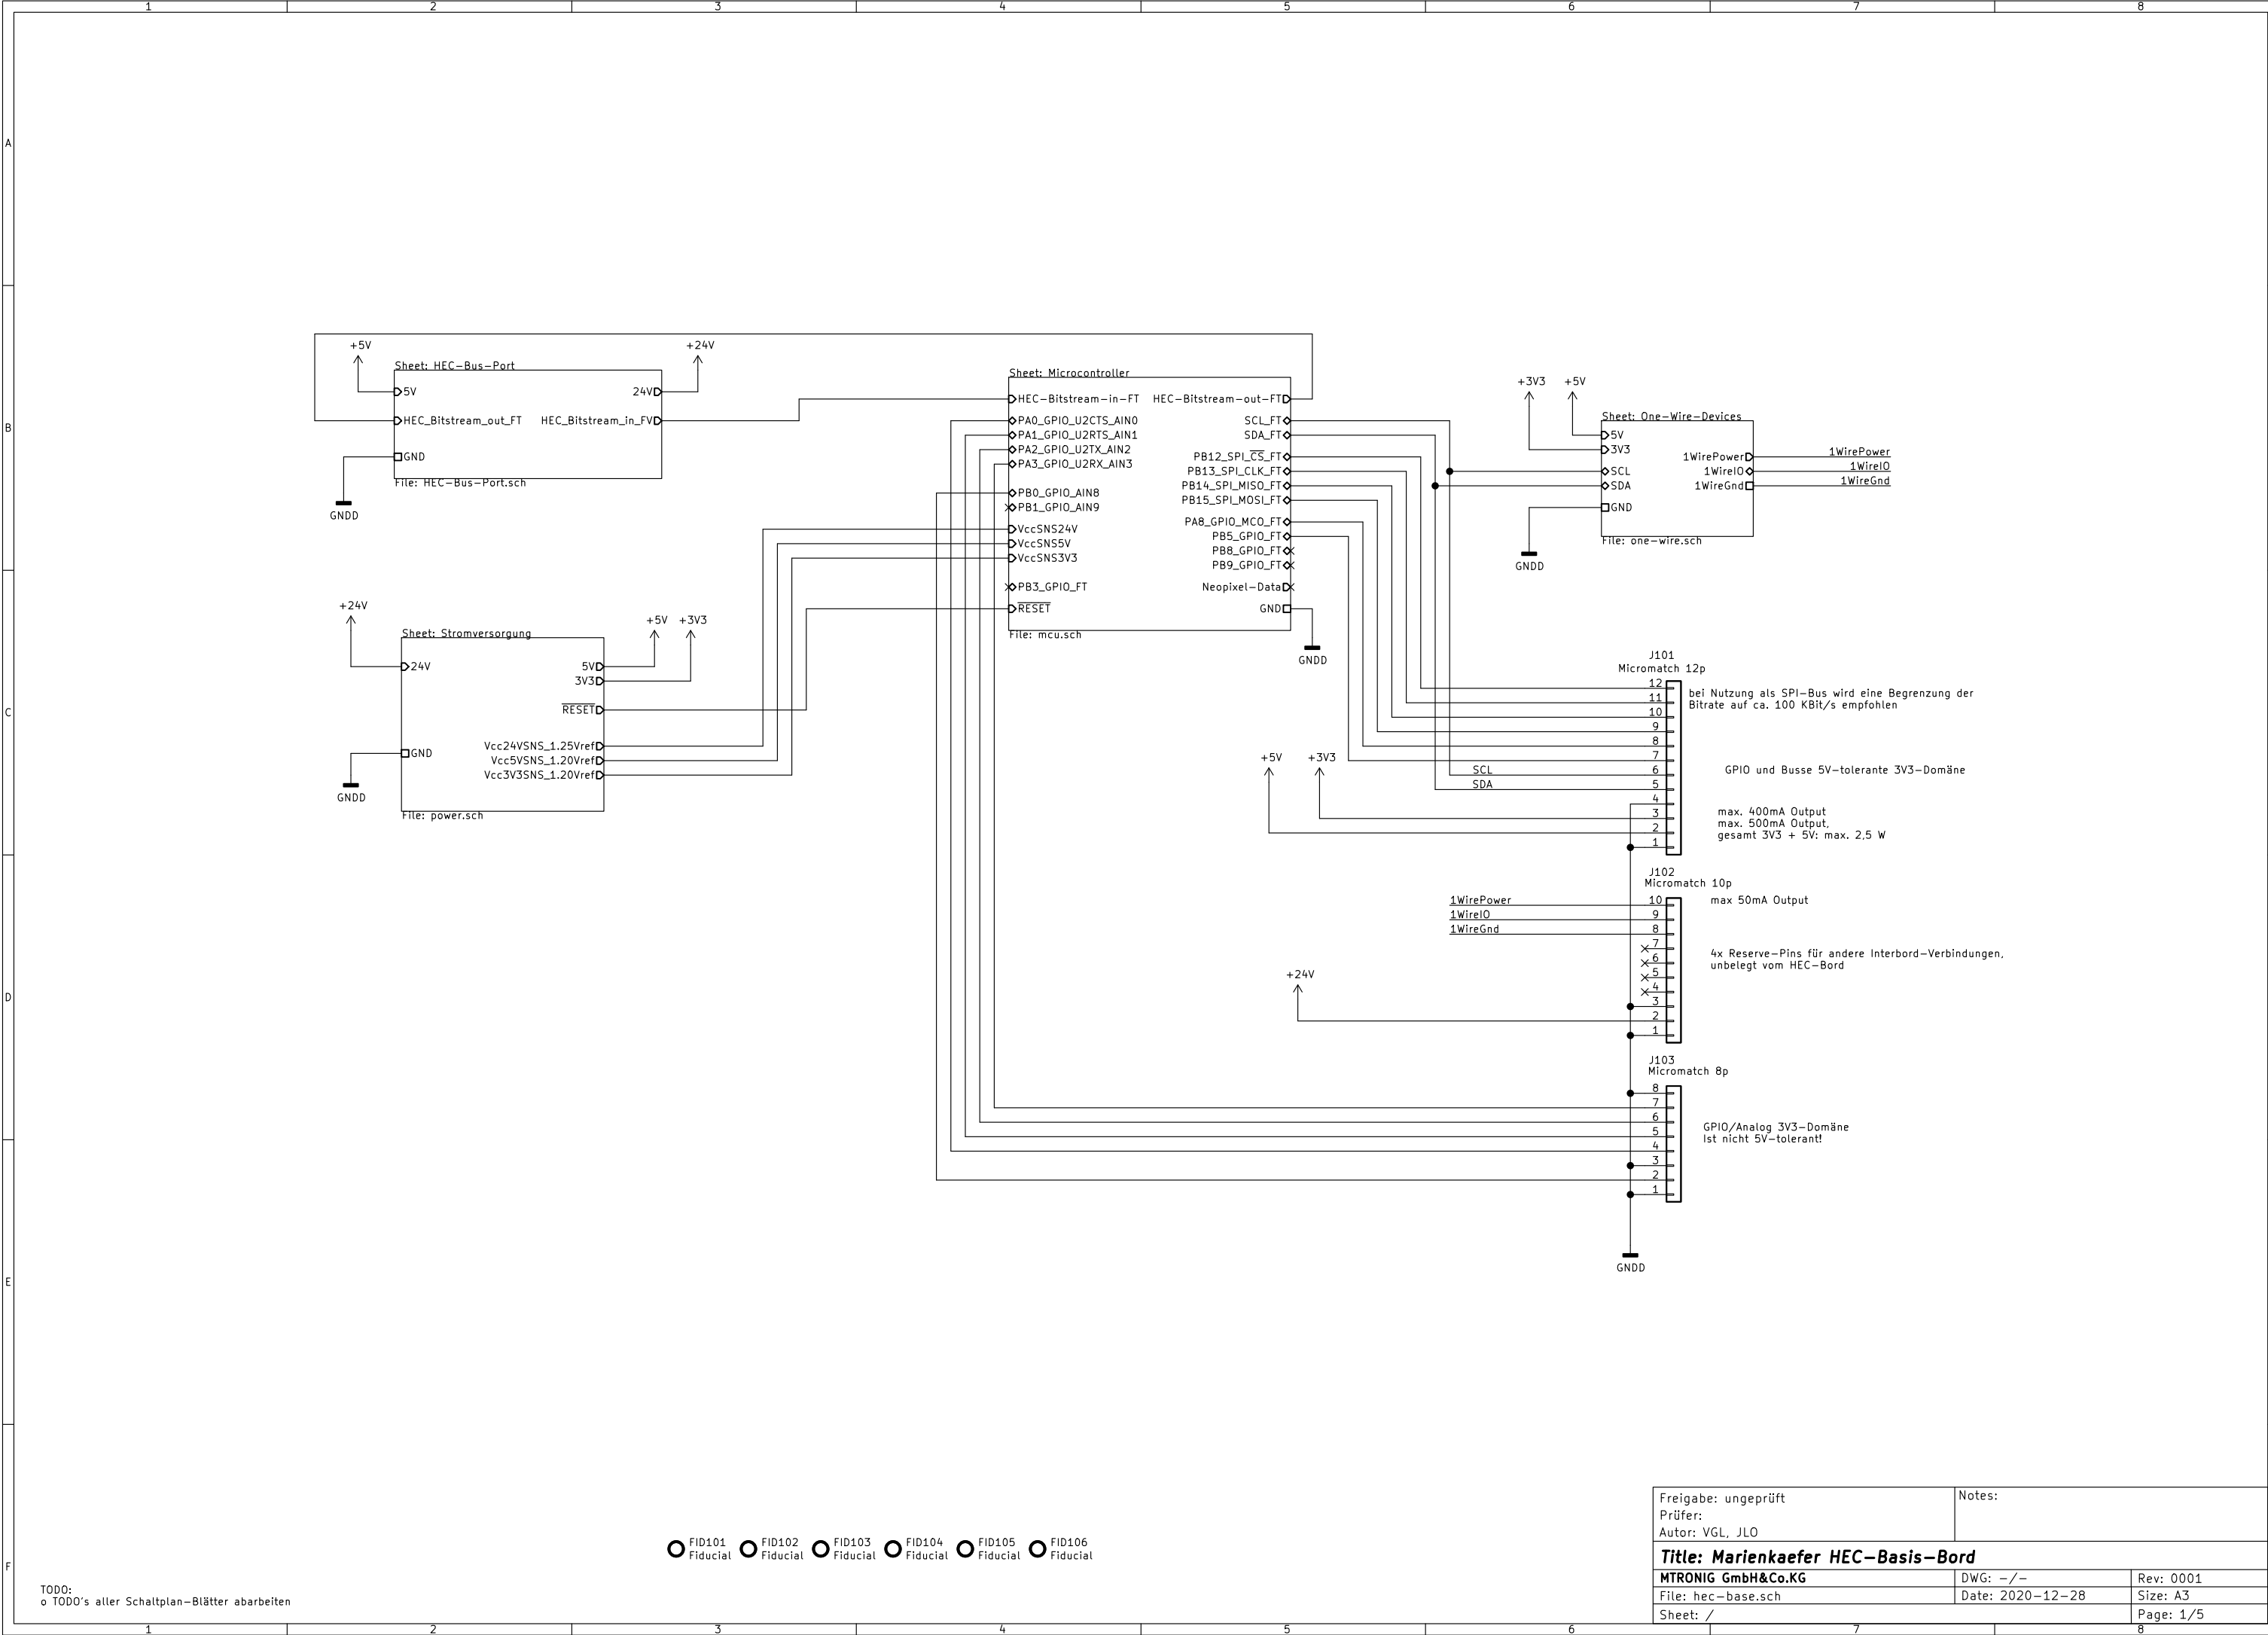 1 2 3 4 5 6 7 8
A
B
C
D
E
F
+5V
+24V
Sheet: HEC-Bus-Port
5V
24V
HEC_Bitstream_out_FT
HEC_Bitstream_in_FV
GND
File: HEC-Bus-Port.sch
GNDD
+24V
+5V
+3V3
Sheet: Stromversorgung
24V
5V
3V3
RESET
GND
Vcc24VSNS_1.25Vref
Vcc5VSNS_1.20Vref
Vcc3V3SNS_1.20Vref
File: power.sch
GNDD
Sheet: Microcontroller
HEC-Bitstream-in-FT
PA0_GPIO_U2CTS_AIN0
PA1_GPIO_U2RTS_AIN1
PA2_GPIO_U2TX_AIN2
PA3_GPIO_U2RX_AIN3
PB0_GPIO_AIN8
PB1_GPIO_AIN9
VccSNS24V
VccSNS5V
VccSNS3V3
PB3_GPIO_FT
RESET
HEC-Bitstream-out-FT
SCL_FT
SDA_FT
PB12_SPI_CS_FT
PB13_SPI_CLK_FT
PB14_SPI_MISO_FT
PB15_SPI_MOSI_FT
PA8_GPIO_MCO_FT
PB5_GPIO_FT
PB8_GPIO_FT
PB9_GPIO_FT
Neopixel-Data
GND
File: mcu.sch
GNDD
+3V3
+5V
Sheet: One-Wire-Devices
5V
3V3
SCL
SDA
GND
1WirePower
1WireIO
1WireGnd
1WirePower
1WireIO
1WireGnd
File: one-wire.sch
GNDD
J101
Micromatch 12p
12
11
10
9
8
7
6
5
4
3
2
1
SCL
SDA
+5V
+3V3
bei Nutzung als SPI-Bus wird eine Begrenzung der
Bitrate auf ca. 100 KBit/s empfohlen
GPIO und Busse 5V-tolerante 3V3-Domäne
max. 400mA Output
max. 500mA Output,
gesamt 3V3 + 5V: max. 2,5 W
J102
Micromatch 10p
1WirePower
1WireIO
1WireGnd
10
9
8
7
6
5
4
3
2
1
max 50mA Output
4x Reserve-Pins für andere Interbord-Verbindungen,
unbelegt vom HEC-Bord
+24V
J103
Micromatch 8p
8
7
6
5
4
3
2
1
GPIO/Analog 3V3-Domäne
Ist nicht 5V-tolerant!
GNDD
FID101
Fiducial
FID102
Fiducial
FID103
Fiducial
FID104
Fiducial
FID105
Fiducial
FID106
Fiducial
TODO:
o TODO's aller Schaltplan-Blätter abarbeiten
Freigabe: ungeprüft
Prüfer:
Autor: VGL, JLO
Notes:
Title: Marienkaefer HEC-Basis-Bord
MTRONIG GmbH&Co.KG
DWG: -/-
Rev: 0001
File: hec-base.sch
Date: 2020-12-28
Size: A3
Sheet: /
Page: 1/5
1 2 3 4 5 6 7 8